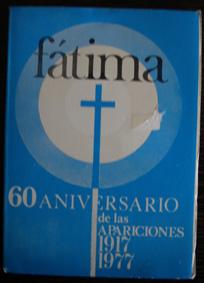 fátima
60 ANIVERSARIO
de las
APARICIONES
1917
1977